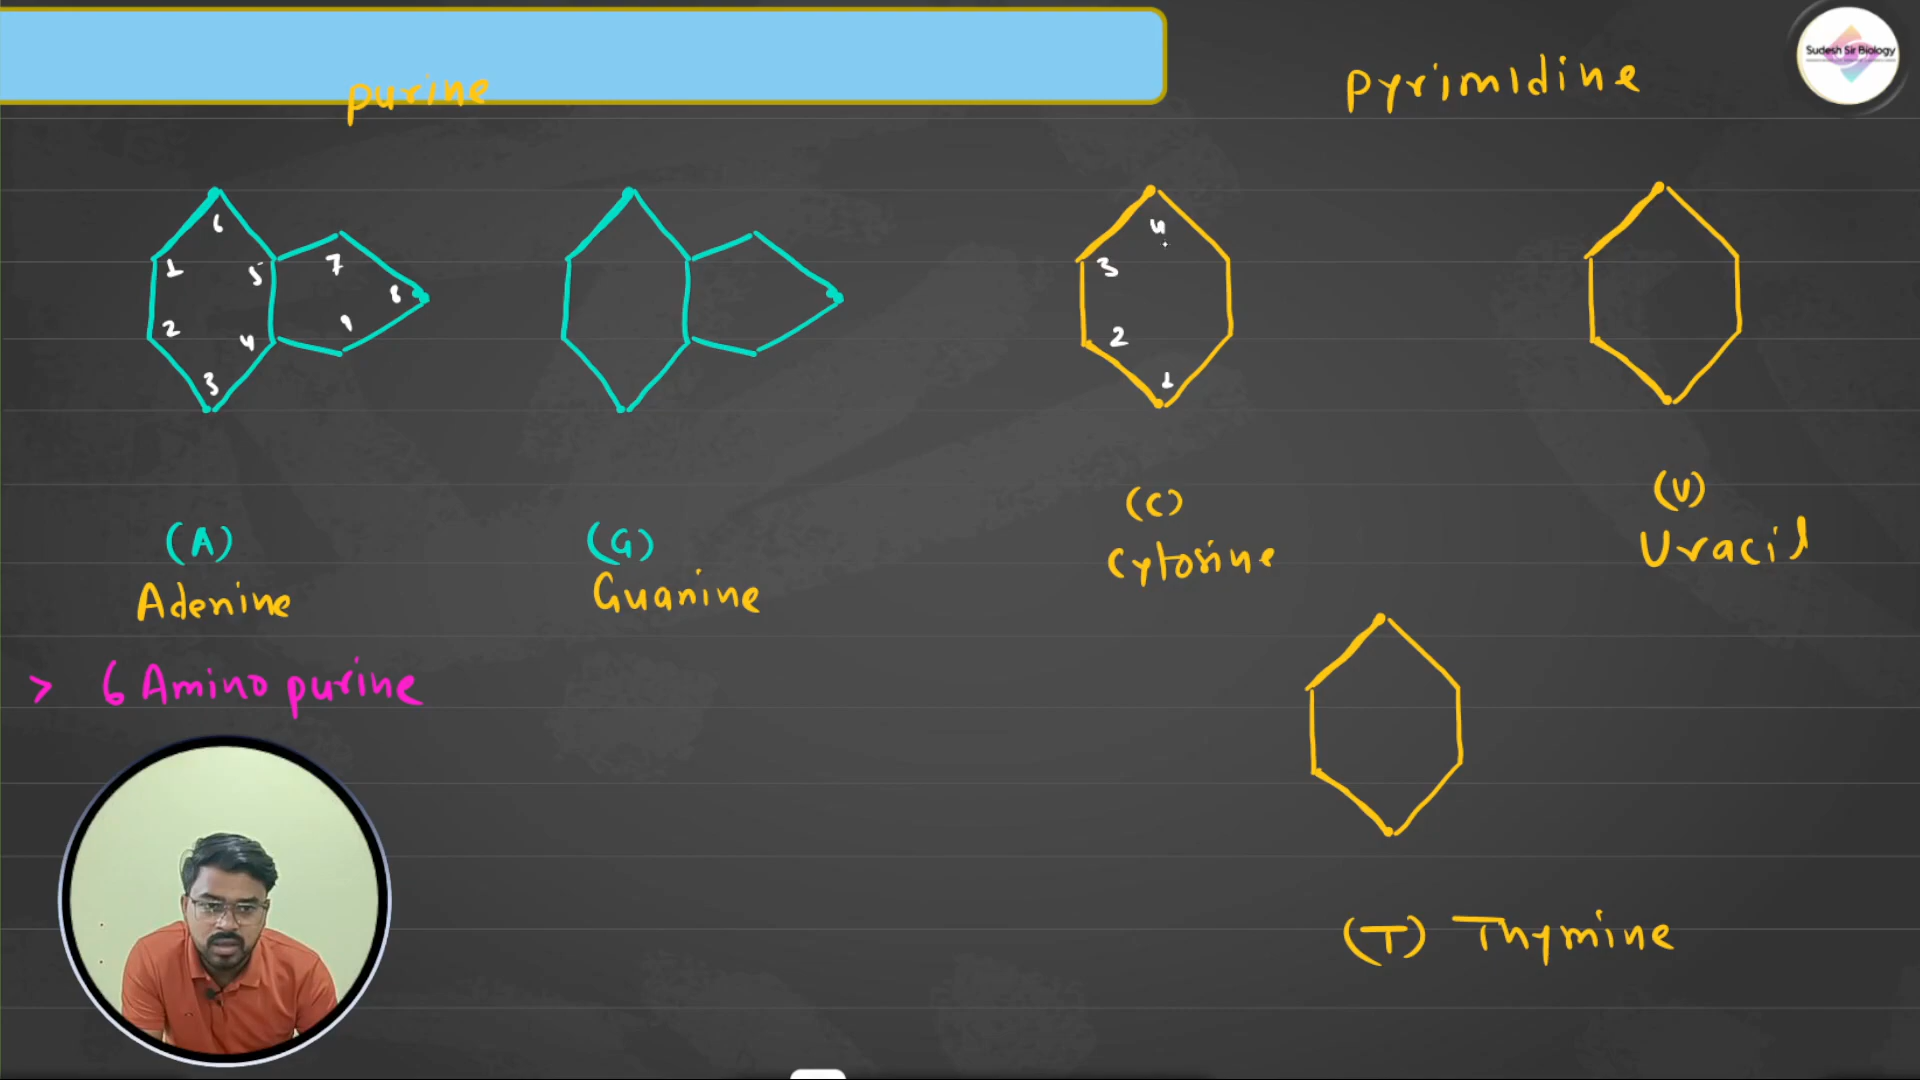 purine
pyrimidine
Sudesh Sir Biology
6
1
5
7
8
2
4
9
3
4
3
2
1
(A)
Adenine
(G)
Guanine
(C)
Cytosine
(U)
Uracil
> 6 Amino purine
(T) Thymine